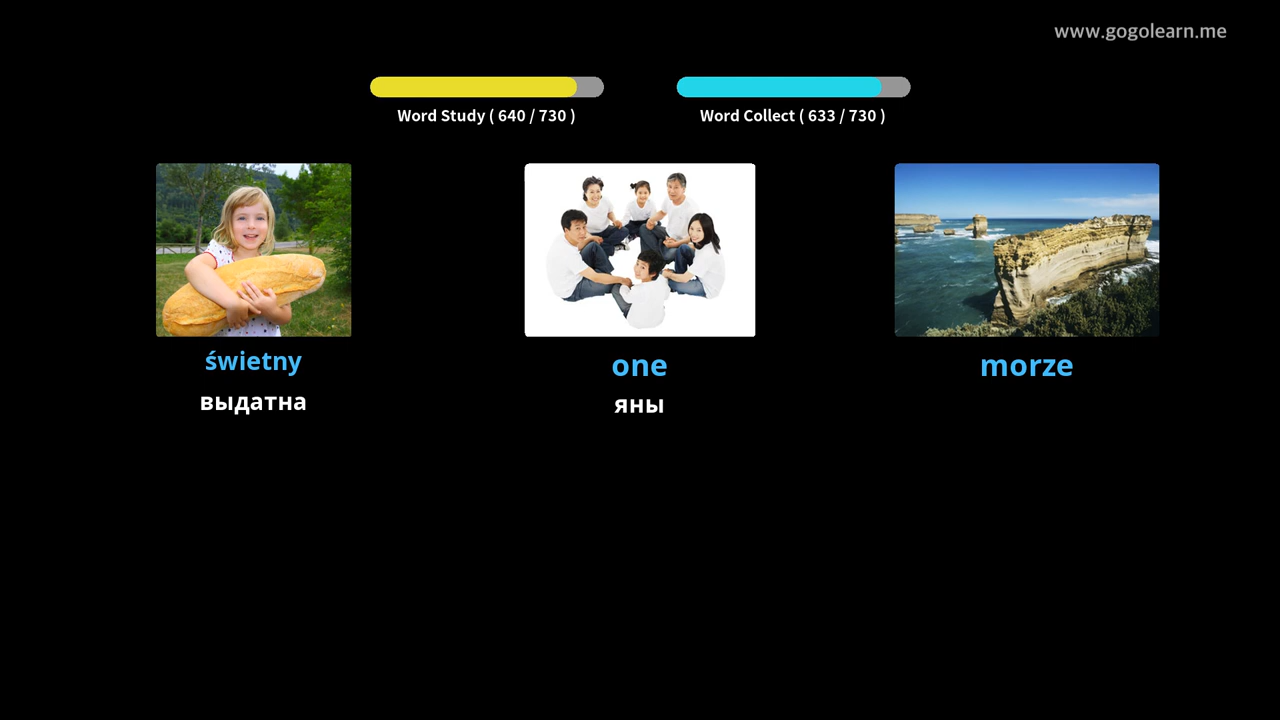 www.gogolearn.me
Word Study ( 640 / 730 )
Word Collect ( 633 / 730 )
świetny
выдатна
one
яны
morze